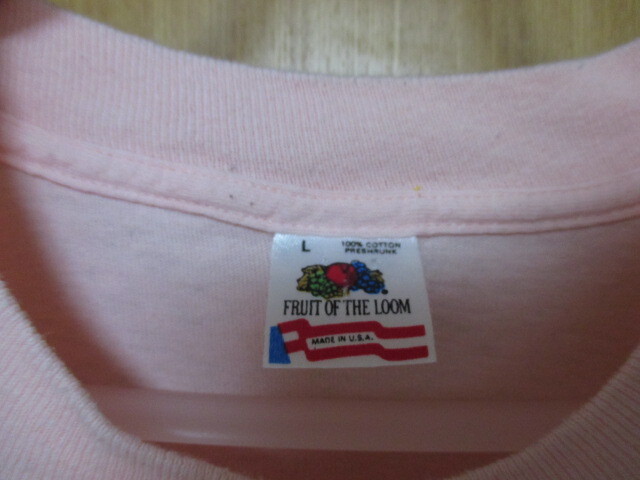 L
100% COTTON
PRESHRUNK
FRUIT OF THE LOOM
MADE IN U.S.A.